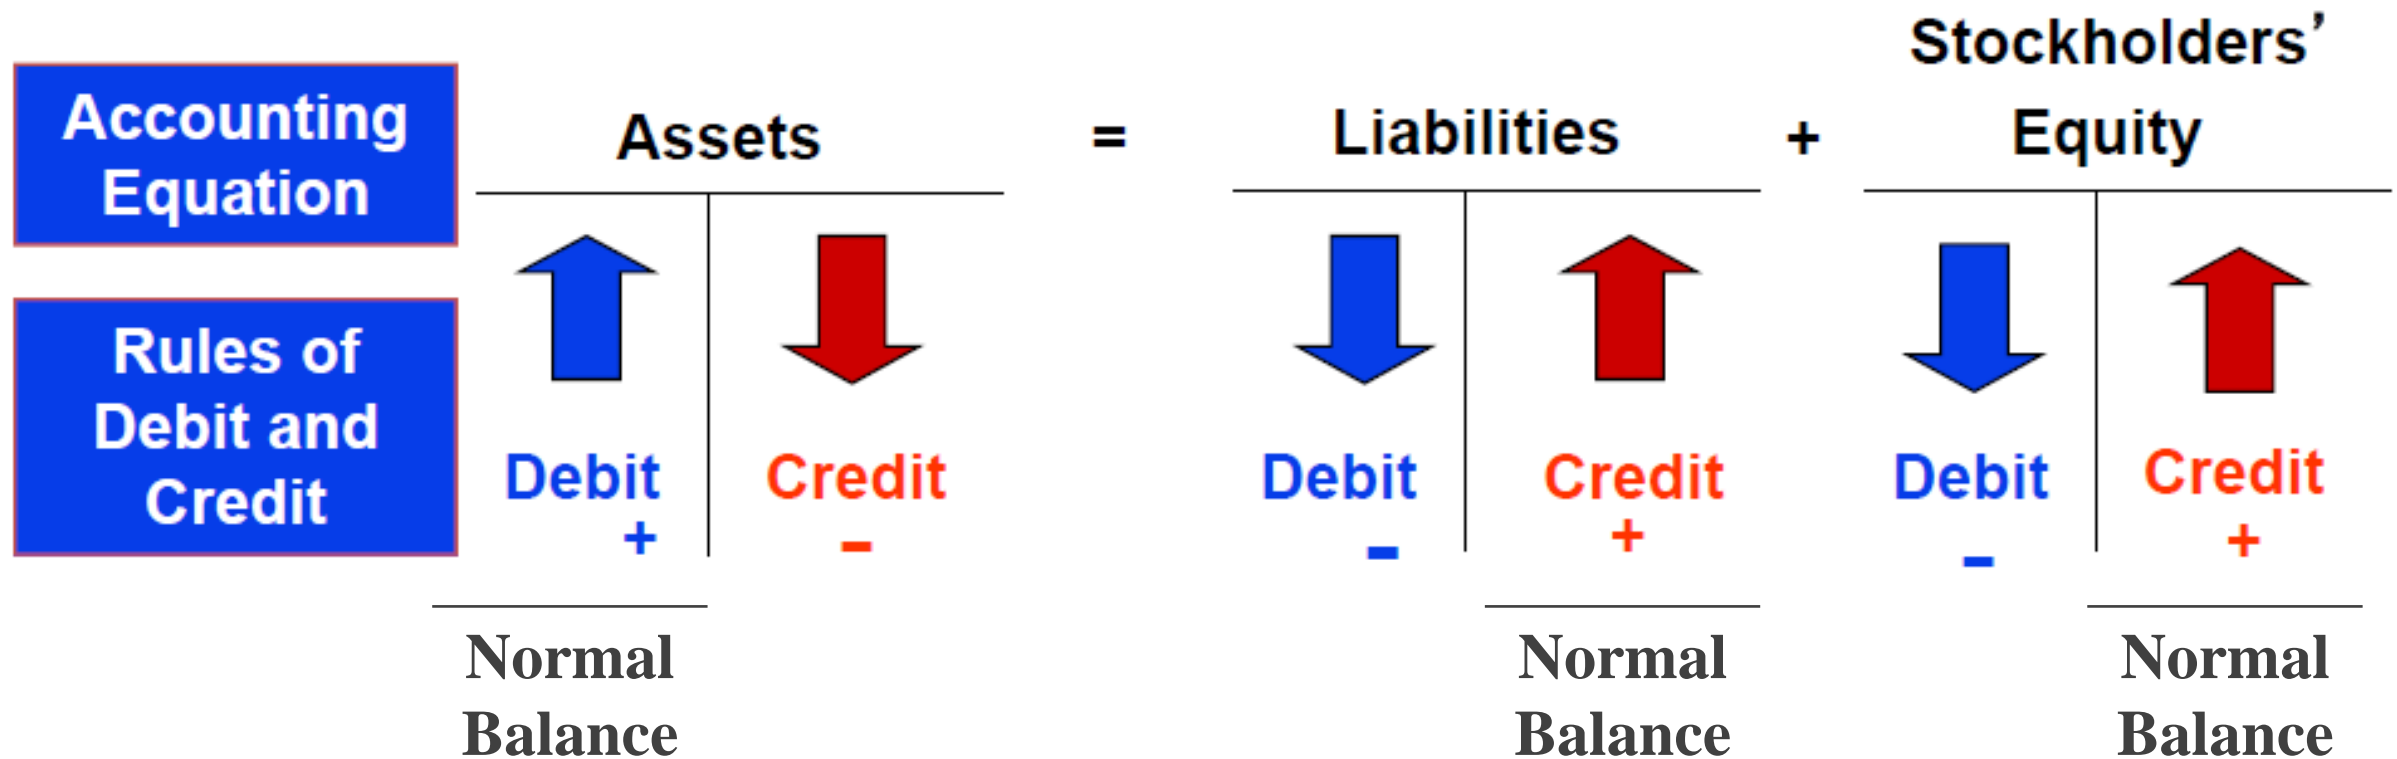 Accounting
Equation
Rules of
Debit and
Credit
Assets
=
Liabilities
+
Stockholders’
Equity
Debit
+
Credit
-
Debit
-
Credit
+
Debit
-
Credit
+
Normal
Balance
Normal
Balance
Normal
Balance